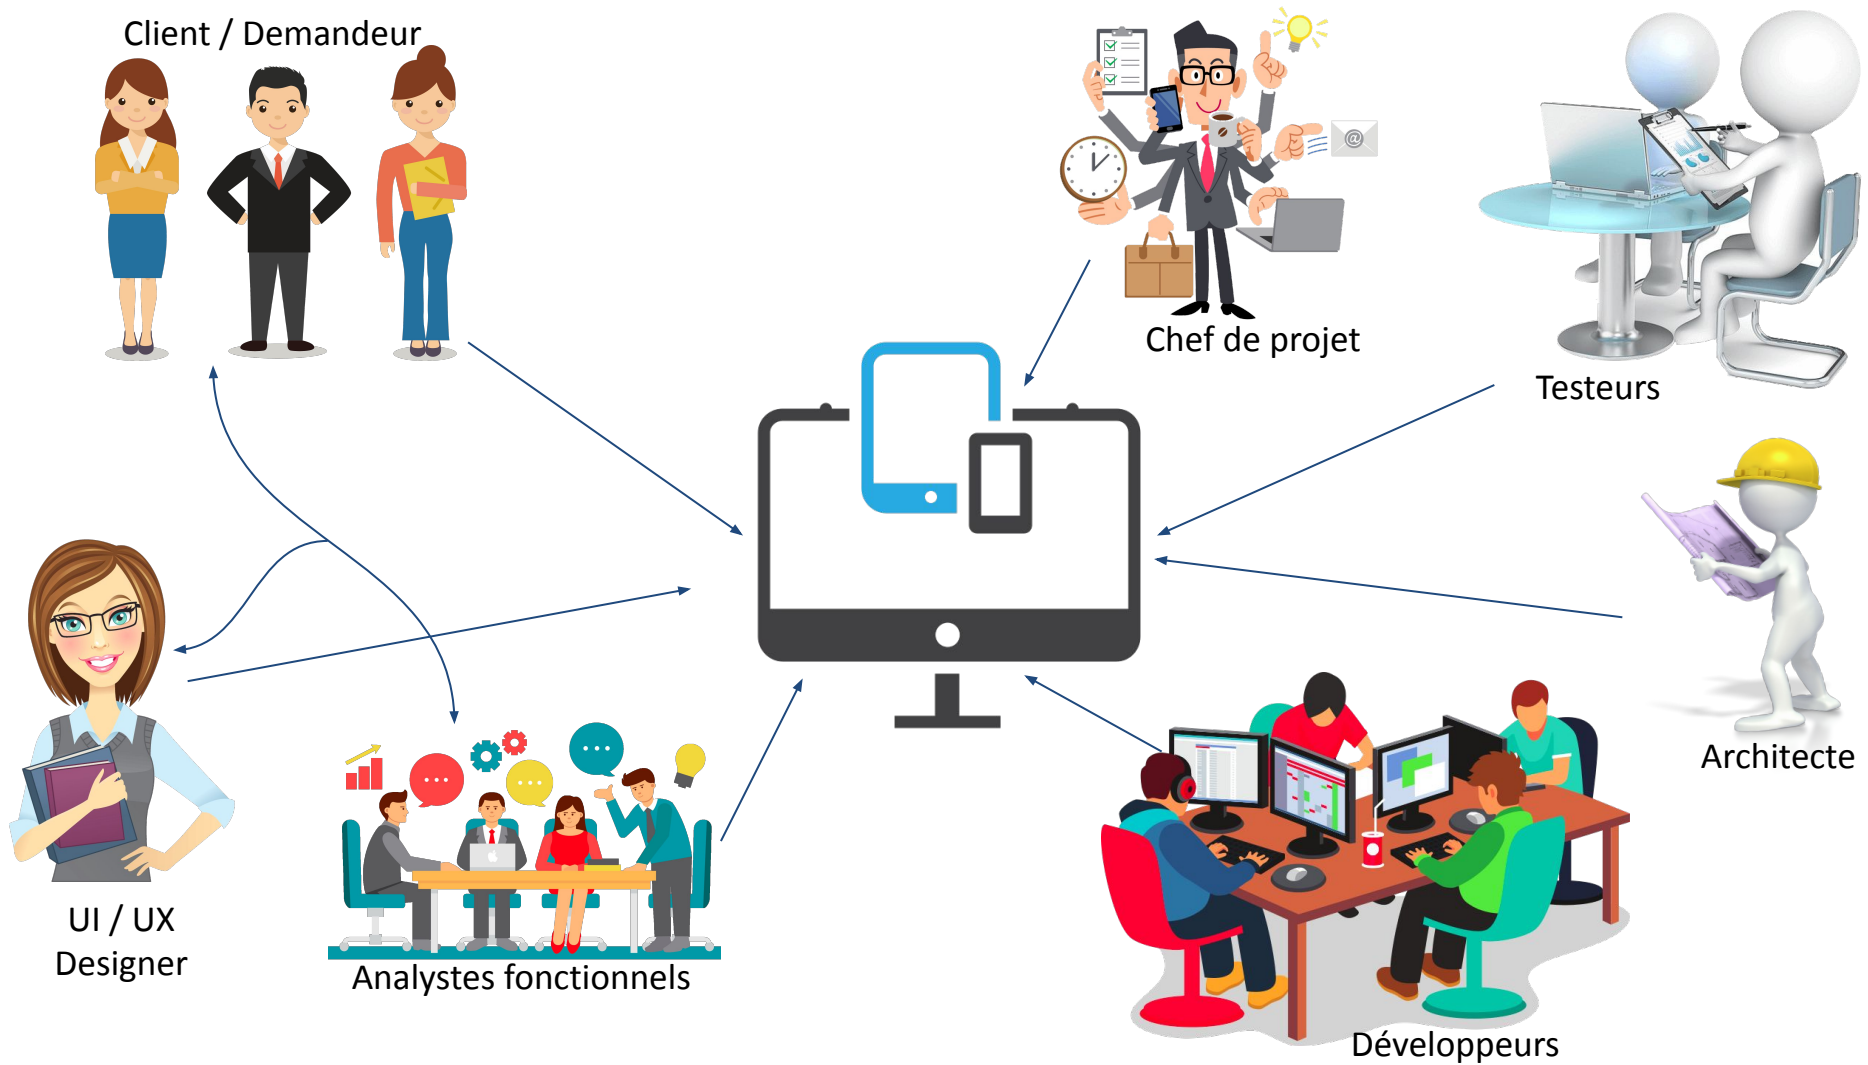 Client / Demandeur
@
Chef de projet
Testeurs
Architecte
UI / UX
Designer
Analystes fonctionnels
Développeurs